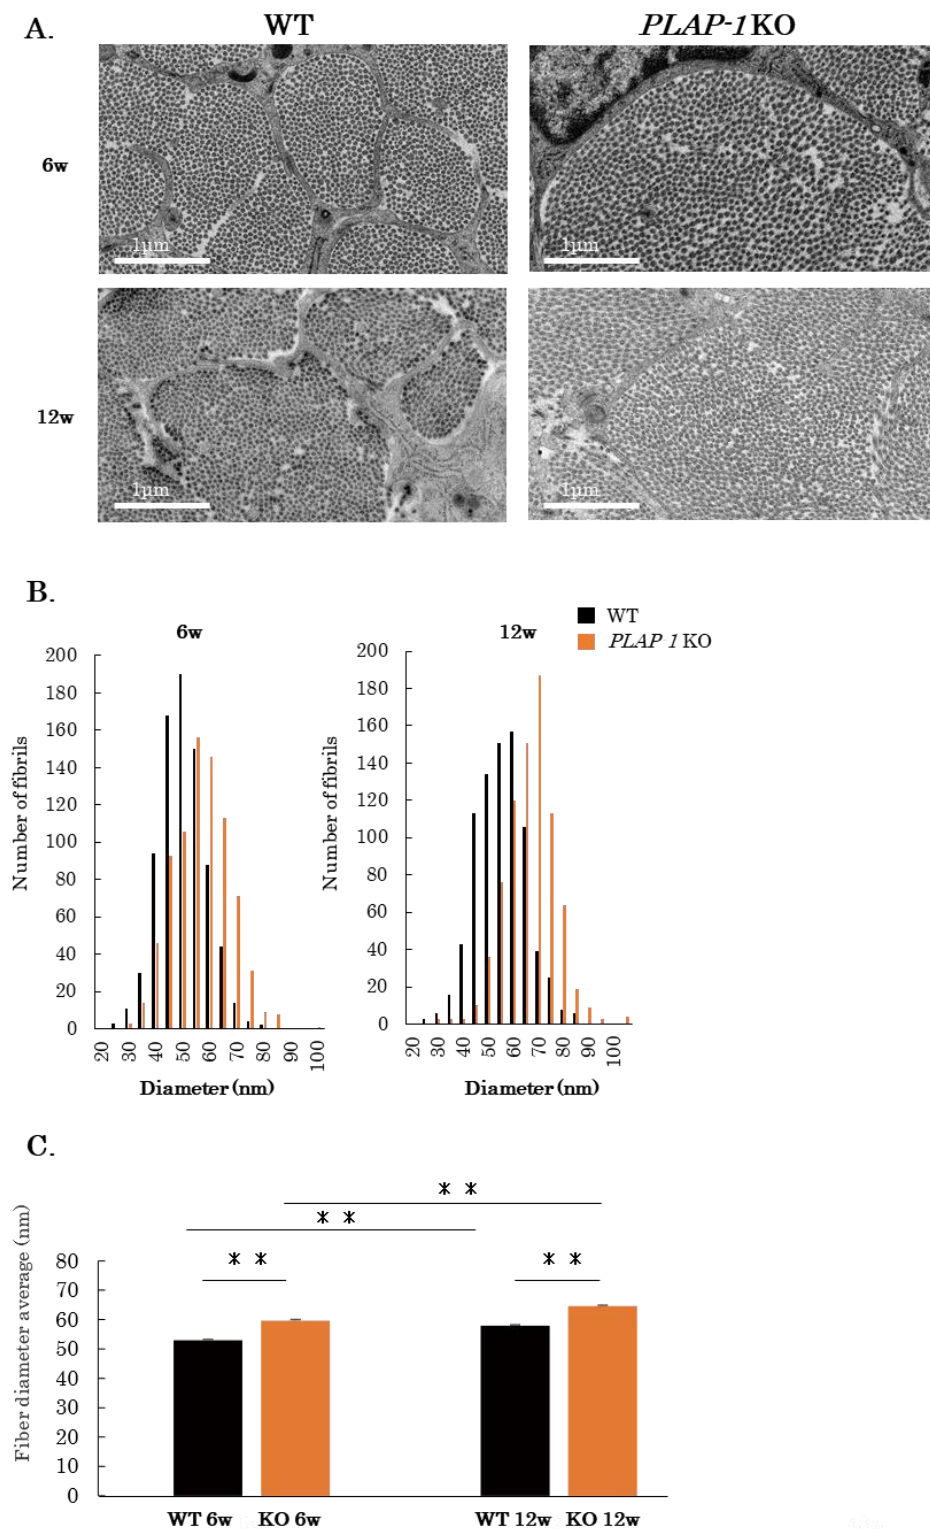 A.
WT
PLAP-1 KO
6w
1μm
1μm
12w
1μm
1μm
B.
WT
PLAP-1 KO
6w
12w
Number of fibrils
200
180
160
140
120
100
80
60
40
20
0
20 30 40 50 60 70 80 90 100
Diameter (nm)
Number of fibrils
200
180
160
140
120
100
80
60
40
20
0
20 30 40 50 60 70 80 90 100
Diameter (nm)
C.
Fiber diameter average (nm)
* *
* *
* *
* *
80
70
60
50
40
30
20
10
0
WT 6w KO 6w WT 12w KO 12w